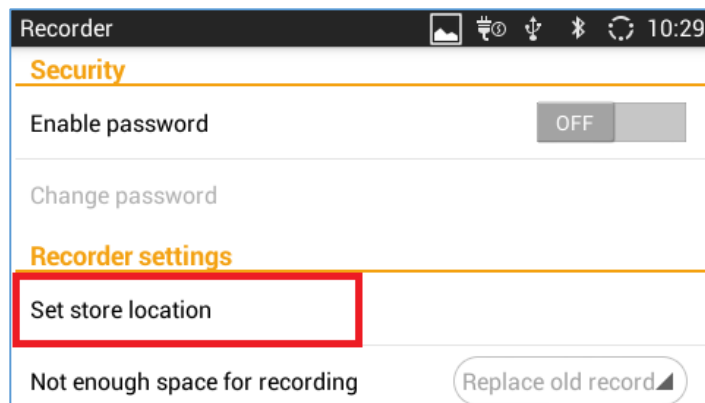 Recorder 10:29
Security
Enable password OFF
Change password
Recorder settings
Set store location
Not enough space for recording Replace old record